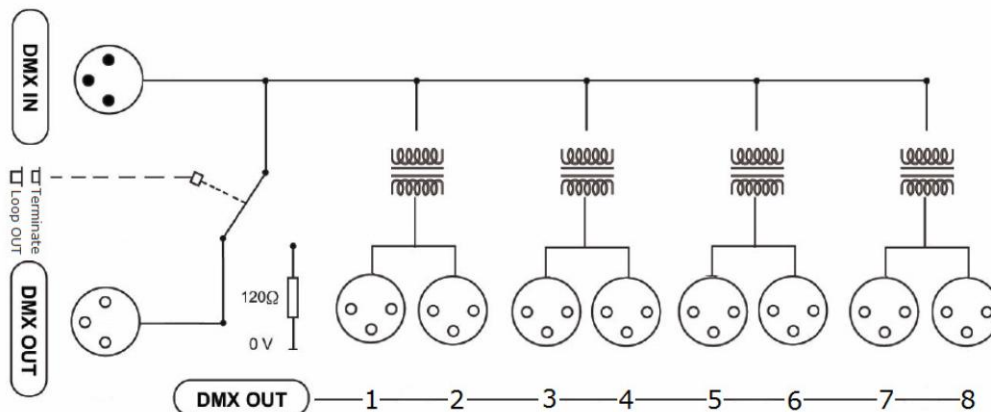 DMX IN
Terminate
Loop OUT
DMX OUT
120Ω
0 V
DMX OUT 1 2 3 4 5 6 7 8